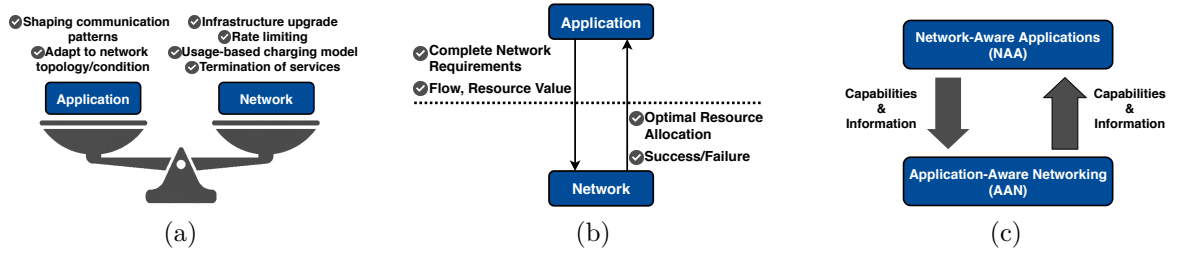 Shaping communication
patterns
Adapt to network
topology/condition
Infrastructure upgrade
Rate limiting
Usage-based charging model
Termination of services
Application
Network
(a)
Application
Complete Network
Requirements
Flow, Resource Value
Optimal Resource
Allocation
Success/Failure
Network
(b)
Network-Aware Applications
(NAA)
Capabilities
&
Information
Capabilities
&
Information
Application-Aware Networking
(AAN)
(c)